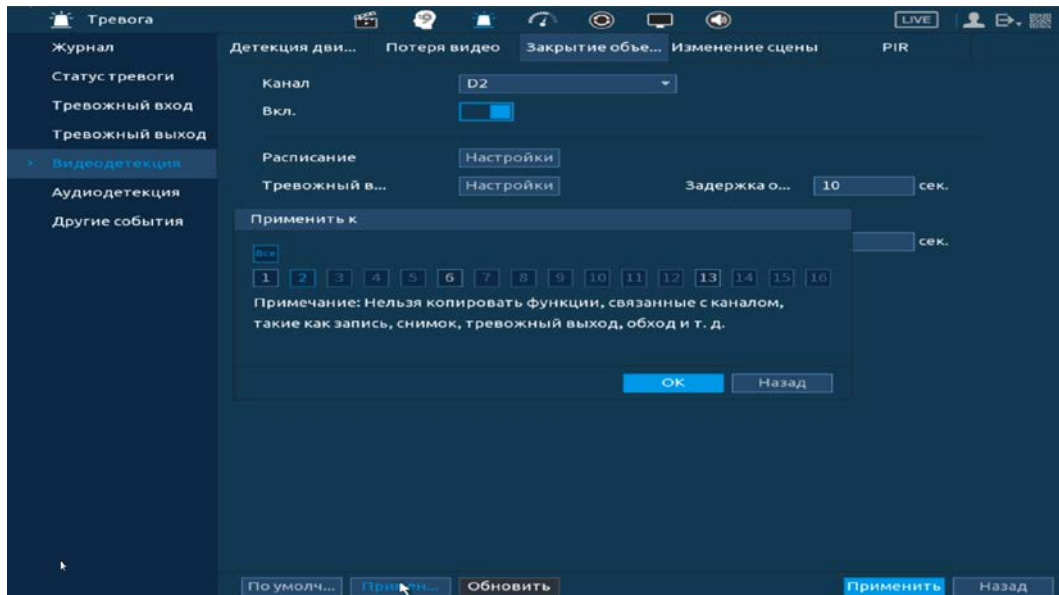 Тревога LIVE
Журнал
Статус тревоги
Тревожный вход
Тревожный выход
Видеодетекция
Аудиодетекция
Другие события
Детекция дви... Потеря видео Закрытие объе... Изменение сцены PIR
Канал D2
Вкл.
Расписание Настройки
Тревожный в... Настройки Задержка о... 10 сек.
сек.
Применить к
Все
1 2 3 4 5 6 7 8 9 10 11 12 13 14 15 16
Примечание: Нельзя копировать функции, связанные с каналом,
такие как запись, снимок, тревожный выход, обход и т. д.
OK Назад
По умолч... Примен... Обновить Применить Назад